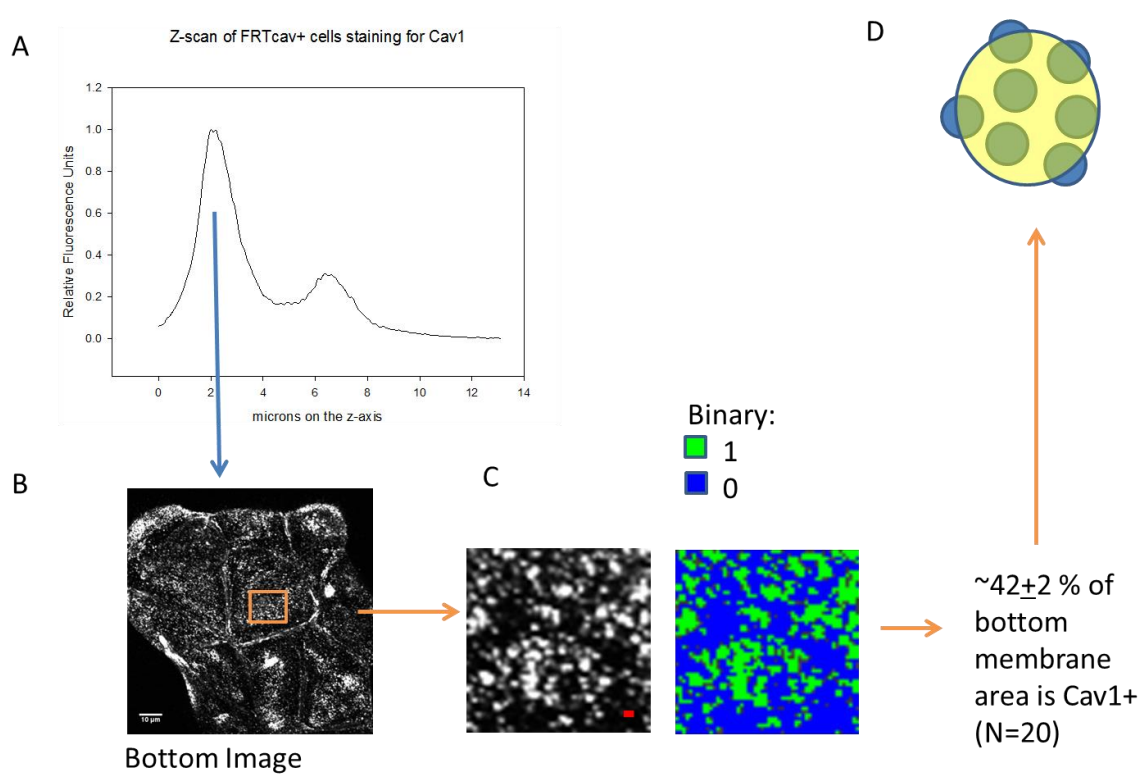 A
Z-scan of FRTcav+ cells staining for Cav1
D
1.2
1.0
0.8
0.6
0.4
0.2
0.0
Relative Fluorescence Units
0 2 4 6 8 10 12 14
microns on the z-axis
Binary:
1
0
B
C
10 µm
Bottom Image
~42+2 % of
bottom
membrane
area is Cav1+
(N=20)